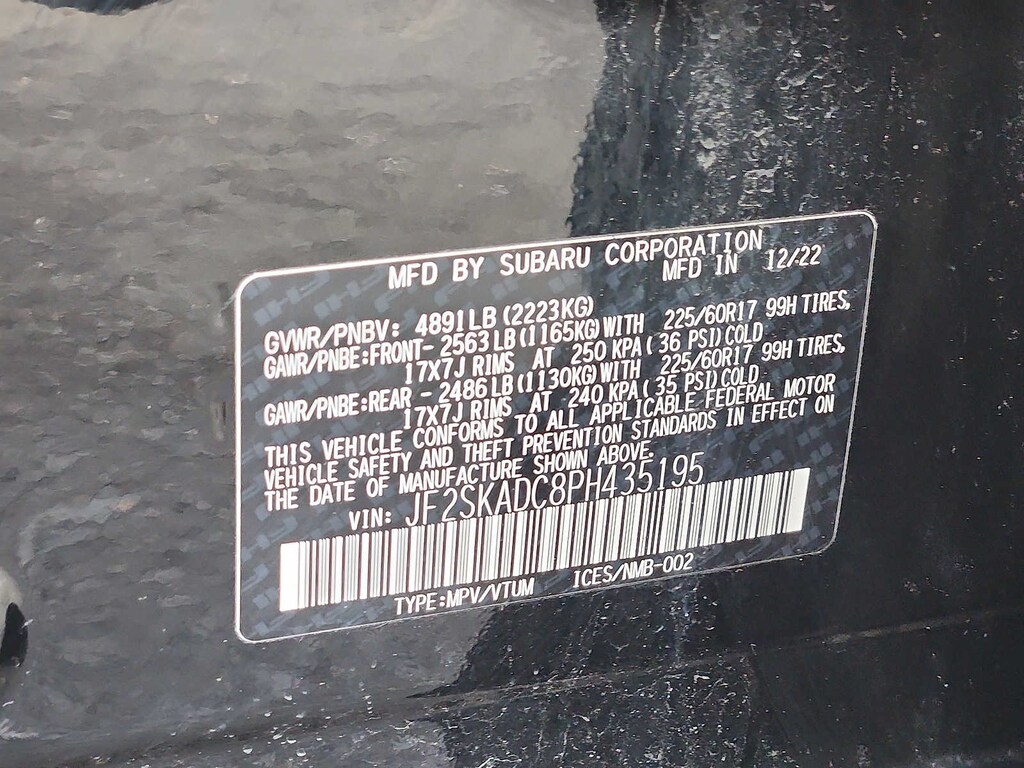 MFD BY SUBARU CORPORATION
MFD IN 12/22
GVWR/PNBV: 4891LB (2223KG)
GAWR/PNBE:FRONT- 2563LB(1165KG)WITH 225/60R17 99H TIRES,
17X7J RIMS AT 250 KPA( 36 PSI)COLD
GAWR/PNBE:REAR - 2486LB(1130KG)WITH 225/60R17 99H TIRES,
17X7J RIMS AT 240 KPA( 35 PSI)COLD.
THIS VEHICLE CONFORMS TO ALL APPLICABLE FEDERAL MOTOR
VEHICLE SAFETY AND THEFT PREVENTION STANDARDS IN EFFECT ON
THE DATE OF MANUFACTURE SHOWN ABOVE.
VIN: JF2SKADC8PH435195
TYPE:MPV/VTUM ICES/NMB-002